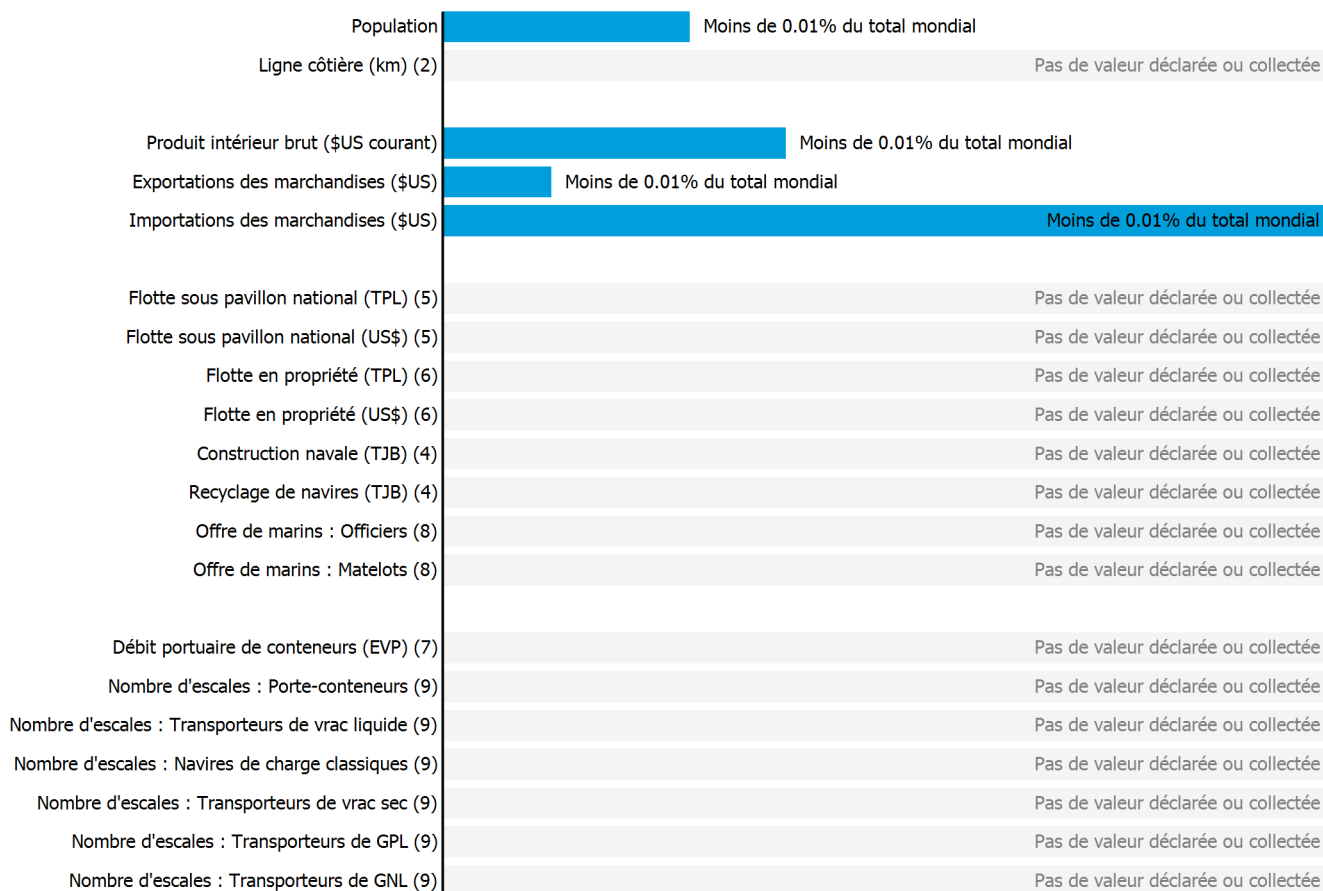 Population Moins de 0.01% du total mondial
Ligne côtière (km) (2) Pas de valeur déclarée ou collectée
Produit intérieur brut ($US courant) Moins de 0.01% du total mondial
Exportations des marchandises ($US) Moins de 0.01% du total mondial
Importations des marchandises ($US) Moins de 0.01% du total mondial
Flotte sous pavillon national (TPL) (5) Pas de valeur déclarée ou collectée
Flotte sous pavillon national (US$) (5) Pas de valeur déclarée ou collectée
Flotte en propriété (TPL) (6) Pas de valeur déclarée ou collectée
Flotte en propriété (US$) (6) Pas de valeur déclarée ou collectée
Construction navale (TJB) (4) Pas de valeur déclarée ou collectée
Recyclage de navires (TJB) (4) Pas de valeur déclarée ou collectée
Offre de marins : Officiers (8) Pas de valeur déclarée ou collectée
Offre de marins : Matelots (8) Pas de valeur déclarée ou collectée
Débit portuaire de conteneurs (EVP) (7) Pas de valeur déclarée ou collectée
Nombre d'escales : Porte-conteneurs (9) Pas de valeur déclarée ou collectée
Nombre d'escales : Transporteurs de vrac liquide (9) Pas de valeur déclarée ou collectée
Nombre d'escales : Navires de charge classiques (9) Pas de valeur déclarée ou collectée
Nombre d'escales : Transporteurs de vrac sec (9) Pas de valeur déclarée ou collectée
Nombre d'escales : Transporteurs de GPL (9) Pas de valeur déclarée ou collectée
Nombre d'escales : Transporteurs de GNL (9) Pas de valeur déclarée ou collectée